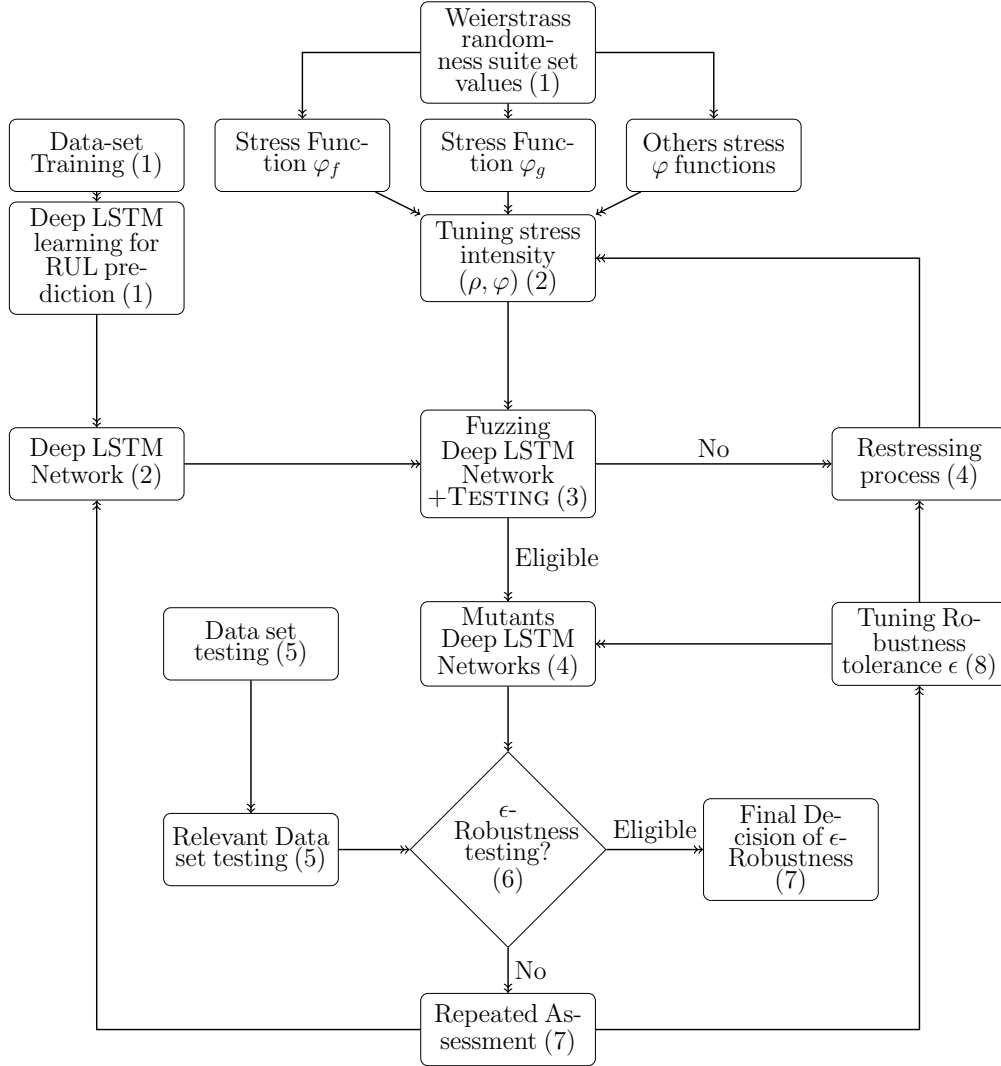 Weierstrass
random-
ness suite set
values (1)
Data-set
Training (1)
Stress Func-
tion φ_f
Stress Func-
tion φ_g
Others stress
φ functions
Deep LSTM
learning for
RUL pre-
diction (1)
Tuning stress
intensity
(ρ, φ) (2)
Deep LSTM
Network (2)
Fuzzing
Deep LSTM
Network
+TESTING (3)
No
Restressing
process (4)
Eligible
Data set
testing (5)
Mutants
Deep LSTM
Networks (4)
Tuning Ro-
bustness
tolerance ϵ (8)
Relevant Data
set testing (5)
ϵ-
Robustness
testing?
(6)
Eligible
Final De-
cision of ϵ-
Robustness
(7)
No
Repeated As-
sessment (7)